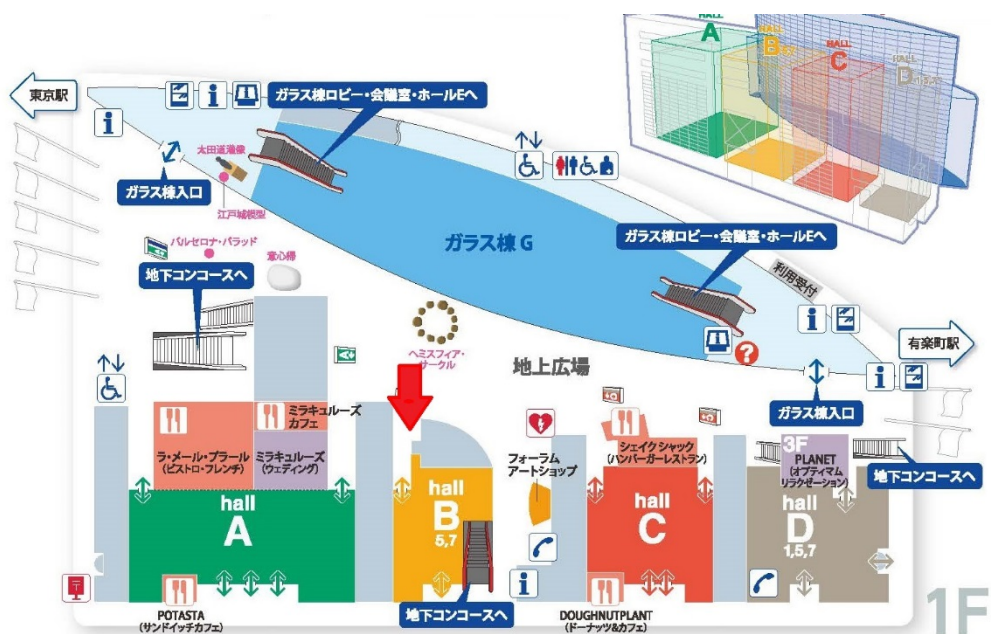 HALL
A
HALL
B 5,7
HALL
C
HALL
D 1,5,7
東京駅
ガラス棟ロビー・会議室・ホールEへ
太田道灌像
ガラス棟入口
江戸城模型
ガラス棟 G
ガラス棟ロビー・会議室・ホールEへ
利用受付
バルセロナ・バラッド
意心帰
地下コンコースへ
ヘミスフィア・
サークル
地上広場
有楽町駅
ガラス棟入口
ミラキュルーズ
カフェ
ラ・メール・プラール
(ビストロ・フレンチ)
ミラキュルーズ
(ウェディング)
フォーラム
アートショップ
シェイクシャック
(ハンバーガーレストラン)
3F
PLANET
(オプティマム
リラクゼーション)
地下コンコースへ
hall
A
hall
B
5,7
hall
C
hall
D
1,5,7
POTASTA
(サンドイッチカフェ)
地下コンコースへ
DOUGHNUTPLANT
(ドーナッツ&カフェ)
1F